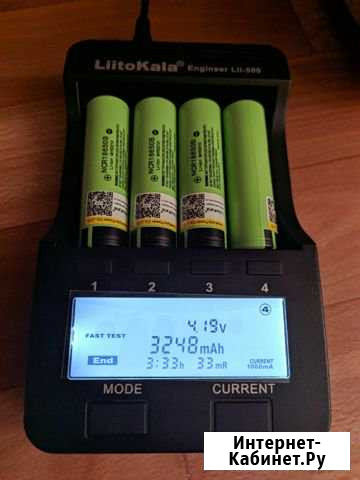 LiitoKala® Engineer Lii-500
NCR18650B
NCR18650B
NCR18650B
1 2 3 4
4
4.19v
FAST TEST
3248mAh
End
3:33h 33mR
CURRENT
1000mA
MODE CURRENT
Интернет-
Кабинет.Ру